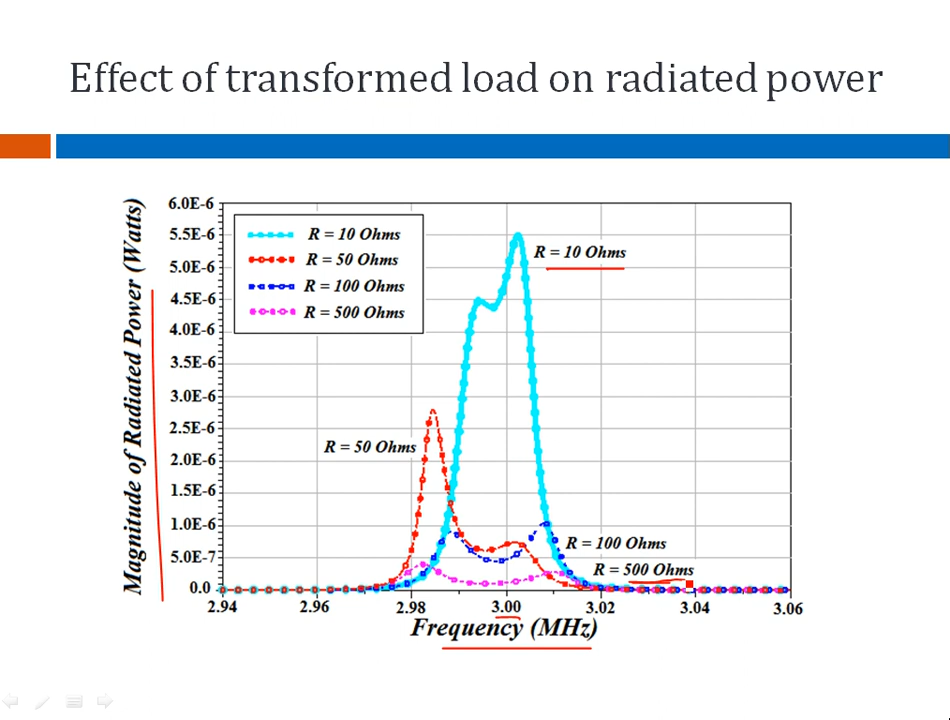 Effect of transformed load on radiated power
Magnitude of Radiated Power (Watts)
6.0E-6
5.5E-6
5.0E-6
4.5E-6
4.0E-6
3.5E-6
3.0E-6
2.5E-6
2.0E-6
1.5E-6
1.0E-6
5.0E-7
0.0
R = 10 Ohms
R = 50 Ohms
R = 100 Ohms
R = 500 Ohms
R = 10 Ohms
R = 50 Ohms
R = 100 Ohms
R = 500 Ohms
2.94 2.96 2.98 3.00 3.02 3.04 3.06
Frequency (MHz)